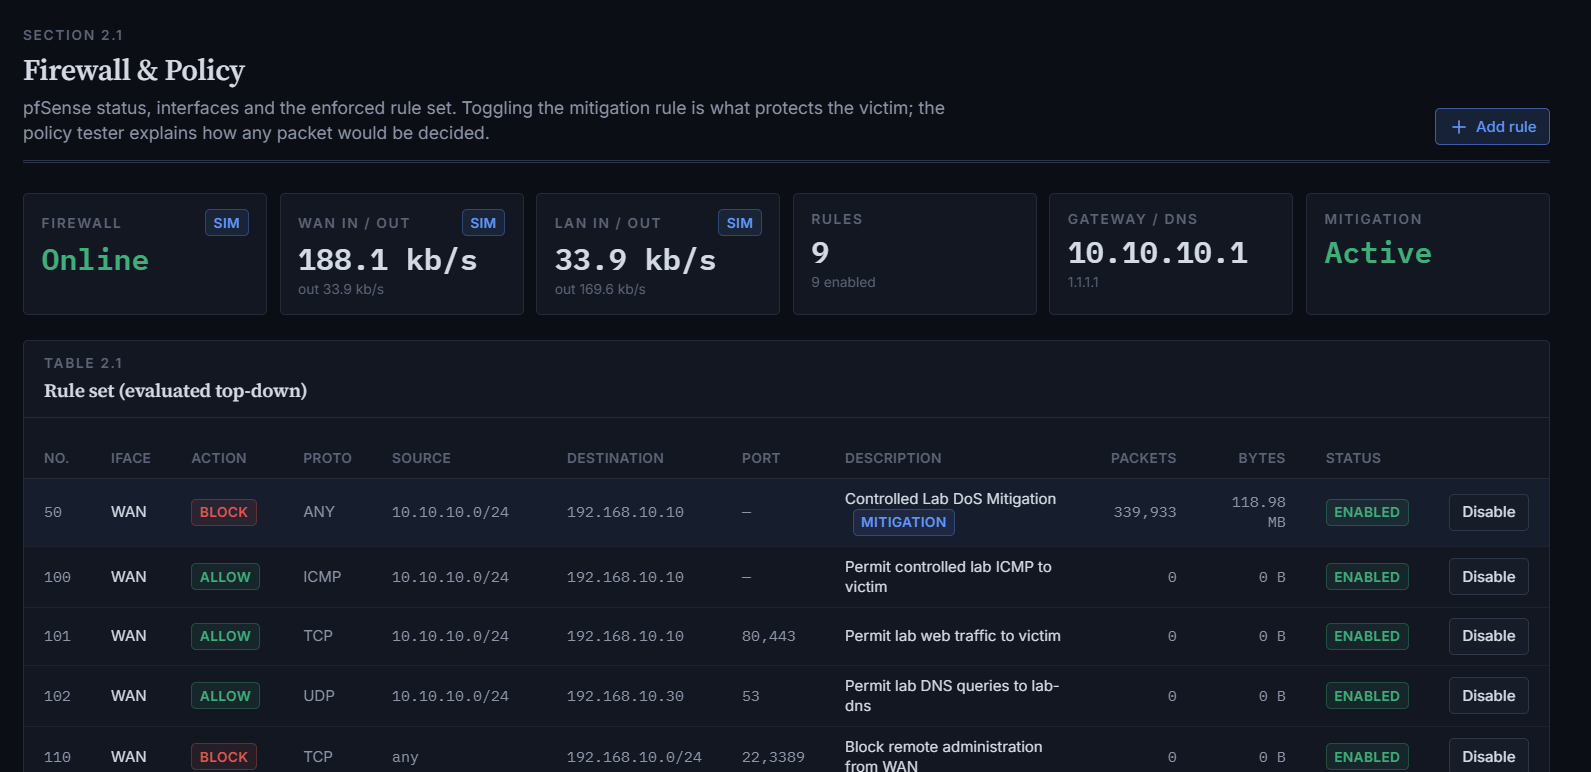 SECTION 2.1
Firewall & Policy
pfSense status, interfaces and the enforced rule set. Toggling the mitigation rule is what protects the victim; the
policy tester explains how any packet would be decided.
+ Add rule
FIREWALL SIM
Online
WAN IN / OUT SIM
188.1 kb/s
out 33.9 kb/s
LAN IN / OUT SIM
33.9 kb/s
out 169.6 kb/s
RULES
9
9 enabled
GATEWAY / DNS
10.10.10.1
1.1.1.1
MITIGATION
Active
TABLE 2.1
Rule set (evaluated top-down)
NO. IFACE ACTION PROTO SOURCE DESTINATION PORT DESCRIPTION PACKETS BYTES STATUS
50 WAN BLOCK ANY 10.10.10.0/24 192.168.10.10 — Controlled Lab DoS Mitigation 339,933 118.98 ENABLED Disable
MITIGATION MB
100 WAN ALLOW ICMP 10.10.10.0/24 192.168.10.10 — Permit controlled lab ICMP to 0 0 B ENABLED Disable
victim
101 WAN ALLOW TCP 10.10.10.0/24 192.168.10.10 80,443 Permit lab web traffic to victim 0 0 B ENABLED Disable
102 WAN ALLOW UDP 10.10.10.0/24 192.168.10.30 53 Permit lab DNS queries to lab- 0 0 B ENABLED Disable
dns
110 WAN BLOCK TCP any 192.168.10.0/24 22,3389 Block remote administration 0 0 B ENABLED Disable
from WAN